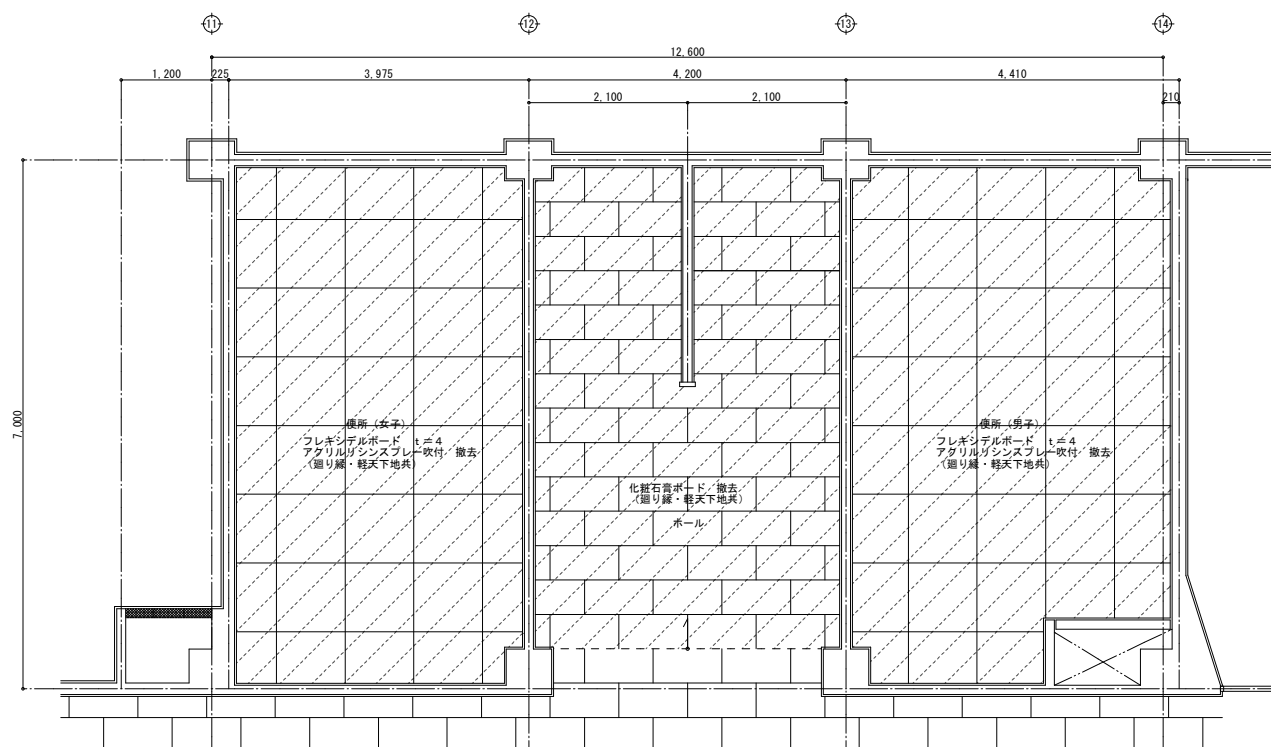 11 12 13 14
12,600
1,200 225 3,975 4,200 4,410
2,100 2,100 210
7,000
便所（女子）
フレキシデルボード t＝4
アクリルリシンスプレー吹付 撤去
（廻り縁・軽天下地共）
化粧石膏ボード 撤去
（廻り縁・軽天下地共）
ホール
便所（男子）
フレキシデルボード t＝4
アクリルリシンスプレー吹付 撤去
（廻り縁・軽天下地共）